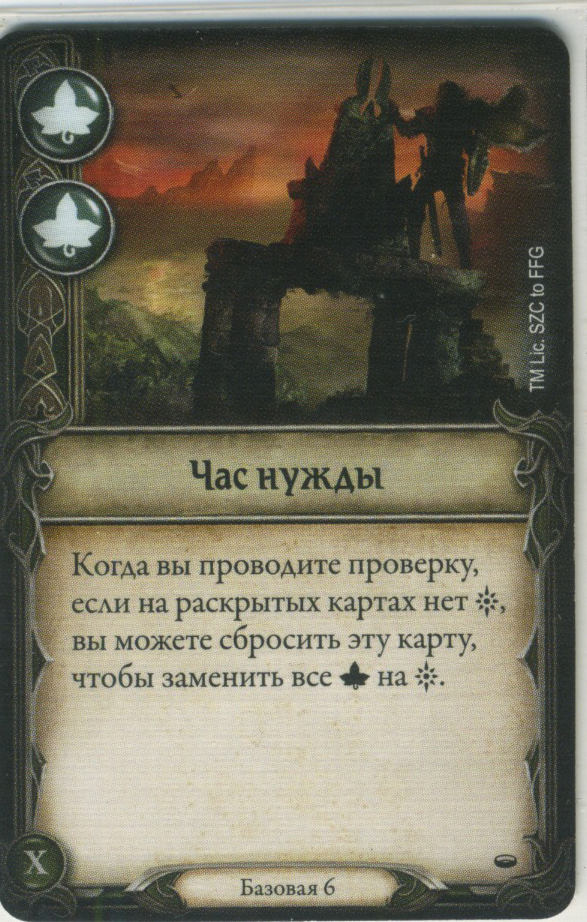 TM Lic. SZC to FFG
Час нужды
Когда вы проводите проверку,
если на раскрытых картах нет ,
вы можете сбросить эту карту,
чтобы заменить все на .
X
Базовая 6